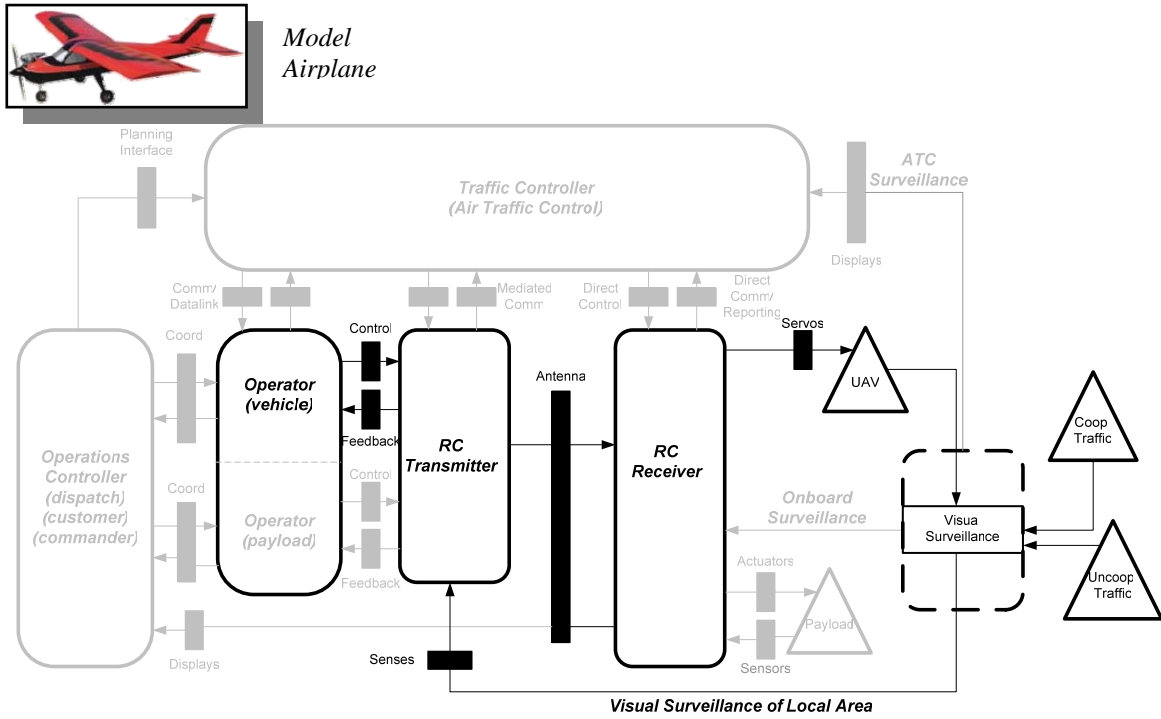 Model
Airplane
Planning
Interface
Traffic Controller
(Air Traffic Control)
ATC
Surveillance
Displays
Comm/
Datalink
Mediated
Comm
Direct
Control
Direct
Comm/
Reporting
Coord
Control
Servos
Operator
(vehicle)
Feedback
Antenna
UAV
RC
Transmitter
RC
Receiver
Coop
Traffic
Operations
Controller
(dispatch)
(customer)
(commander)
Coord
Control
Operator
(payload)
Feedback
Onboard
Surveillance
Visua
Surveillance
Actuators
Uncoop
Traffic
Payload
Displays
Senses
Sensors
Visual Surveillance of Local Area